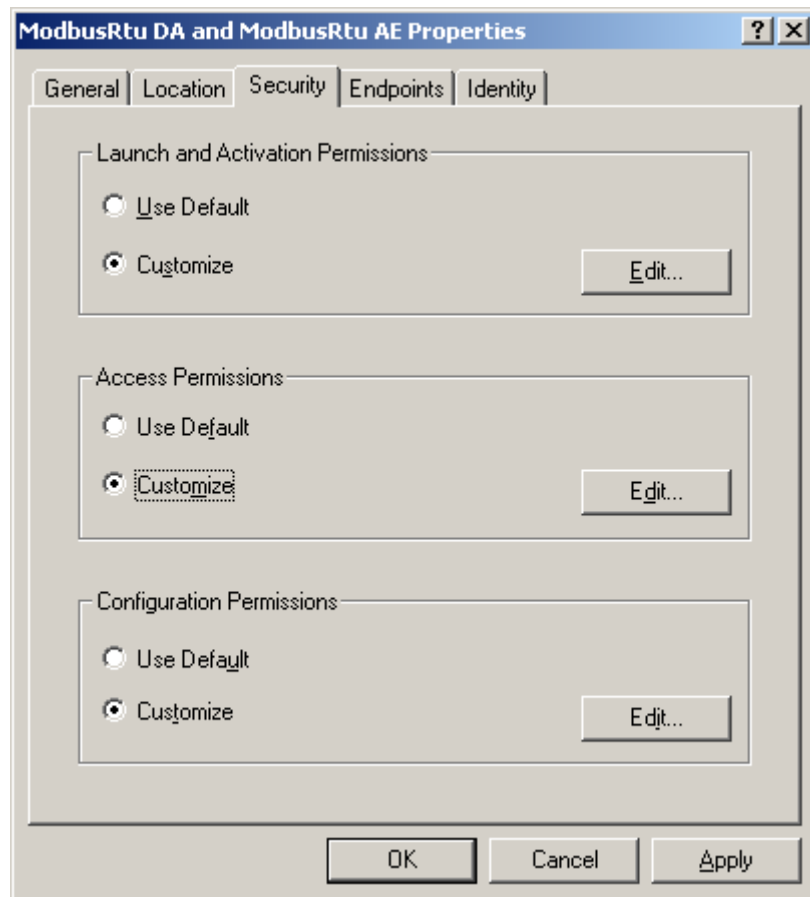 ModbusRtu DA and ModbusRtu AE Properties
General Location Security Endpoints Identity
Launch and Activation Permissions
Use Default
Customize Edit...
Access Permissions
Use Default
Customize Edit...
Configuration Permissions
Use Default
Customize Edit...
OK Cancel Apply